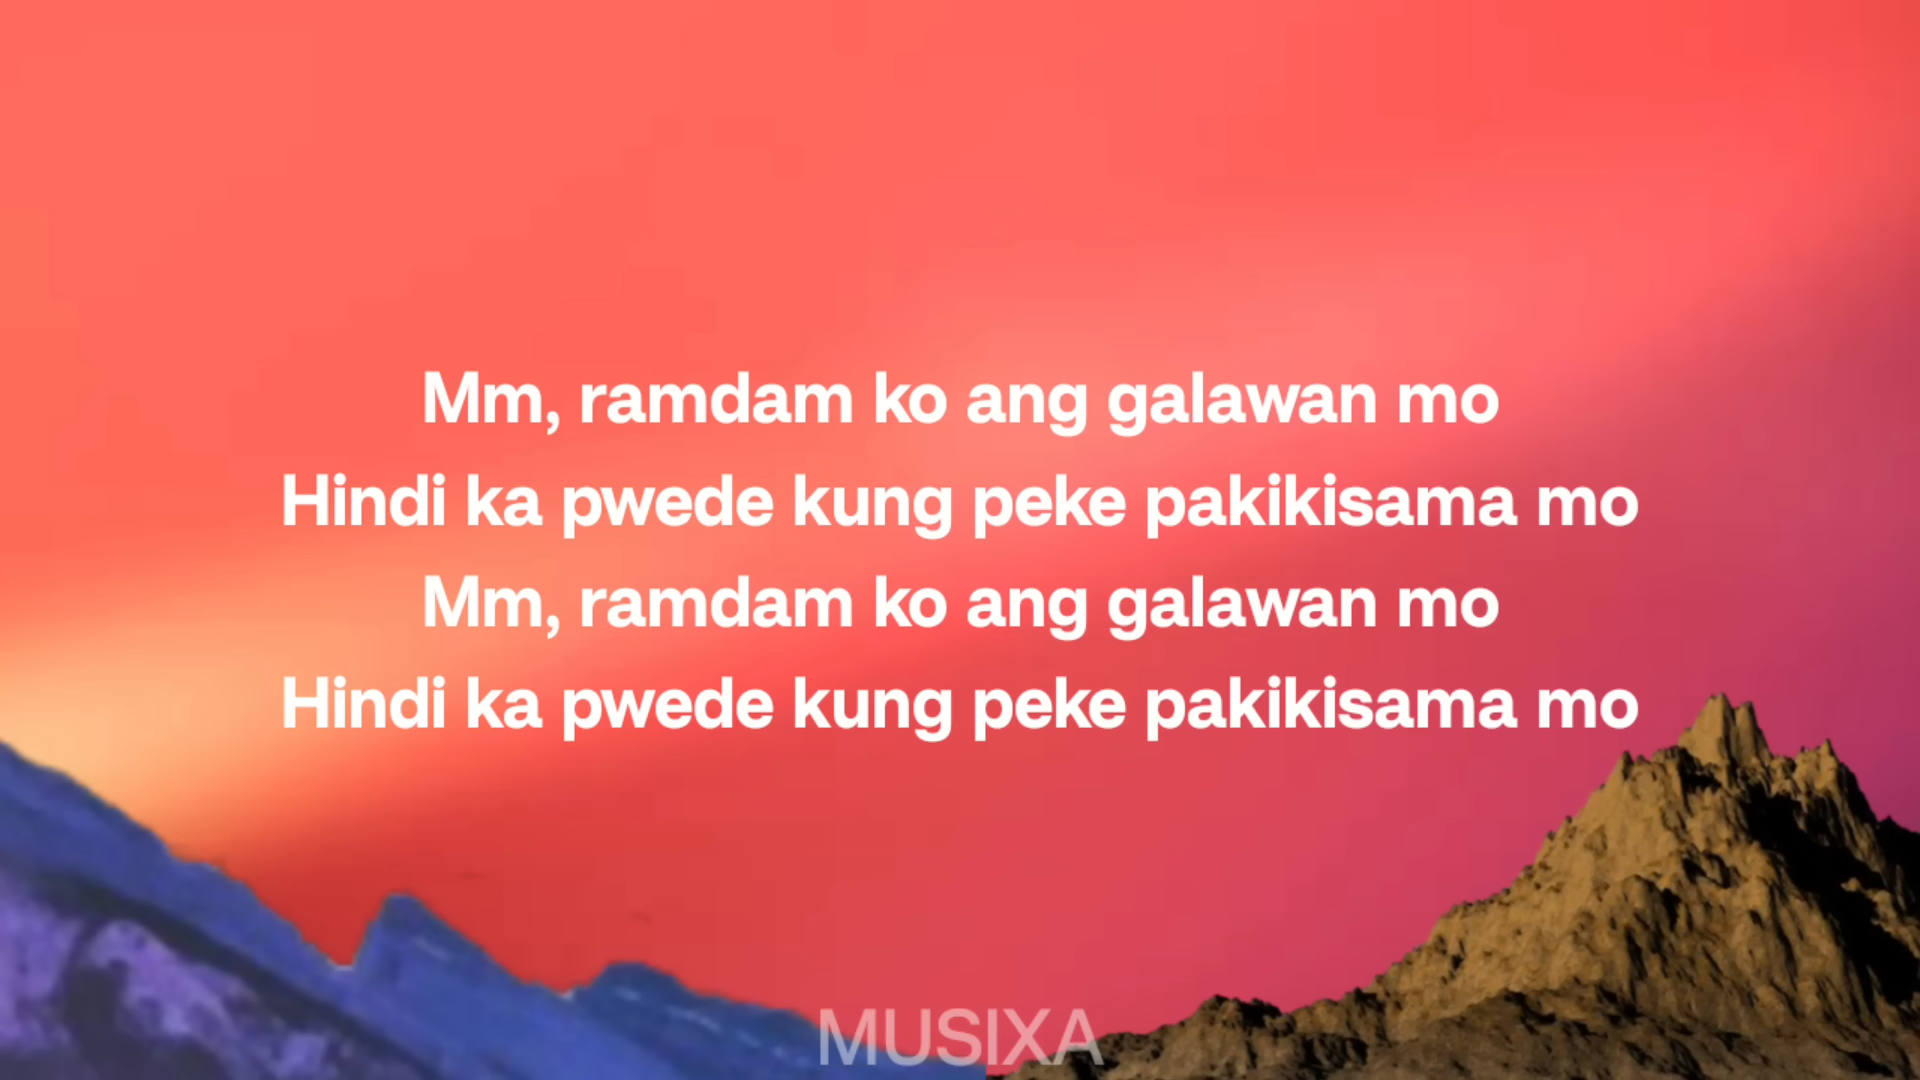 Mm, ramdam ko ang galawan mo
Hindi ka pwede kung peke pakikisama mo
Mm, ramdam ko ang galawan mo
Hindi ka pwede kung peke pakikisama mo
MUSIXA